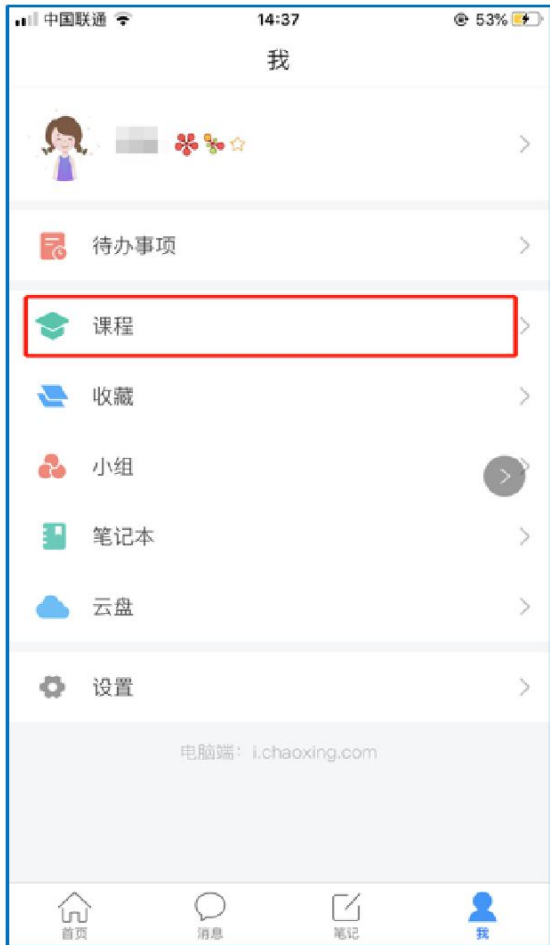 中国联通 14:37 53%
我
待办事项
课程
收藏
小组
笔记本
云盘
设置
电脑端：i.chaoxing.com
首页 消息 笔记 我